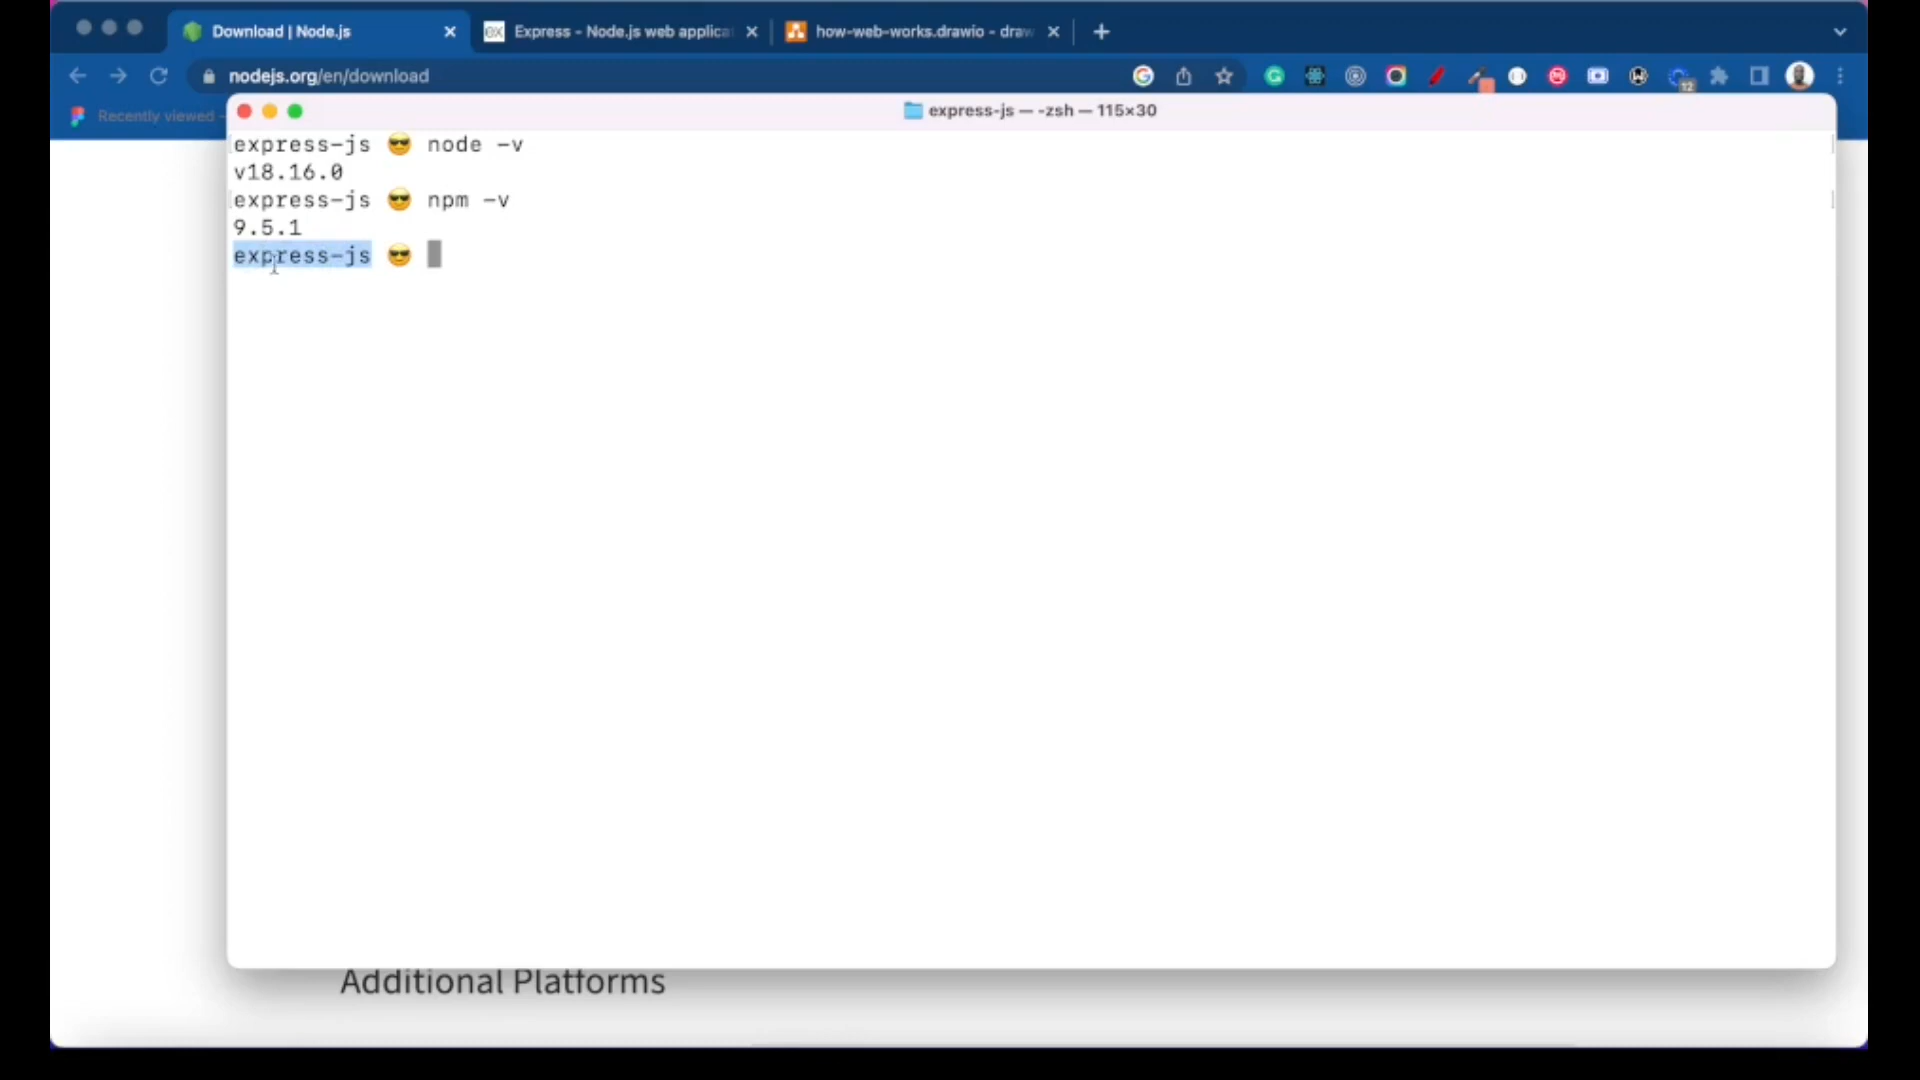 Download | Node.js
Express - Node.js web applica
how-web-works.drawio - draw
nodejs.org/en/download
12
Recently viewed -
express-js — -zsh — 115×30
express-js 😎 node -v
v18.16.0
express-js 😎 npm -v
9.5.1
express-js 😎
Additional Platforms